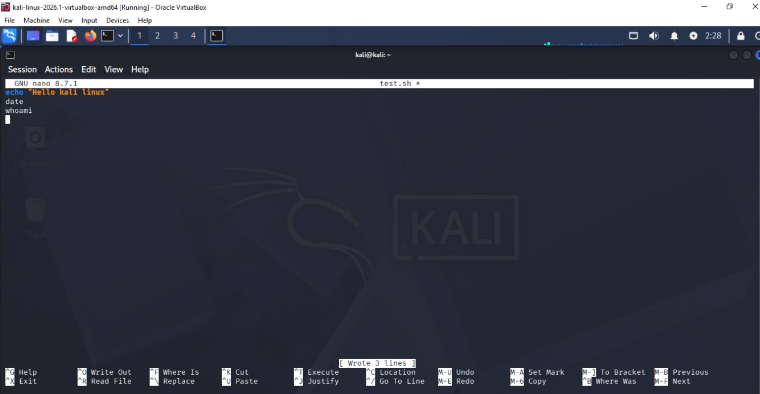 kali-linux-2026.1-virtualbox-amd64 [Running] - Oracle VirtualBox
File Machine View Input Devices Help
1 2 3 4 2:28
kali@kali: ~
Session Actions Edit View Help
GNU nano 8.7.1 test.sh *
echo "Hello kali linux"
date
whoami
KALI
[ Wrote 3 lines ]
^G Help ^O Write Out ^F Where Is ^K Cut ^T Execute ^C Location M-U Undo M-A Set Mark M-] To Bracket M-B Previous
^X Exit ^R Read File ^\ Replace ^U Paste ^J Justify ^/ Go To Line M-E Redo M-6 Copy ^B Where Was M-F Next